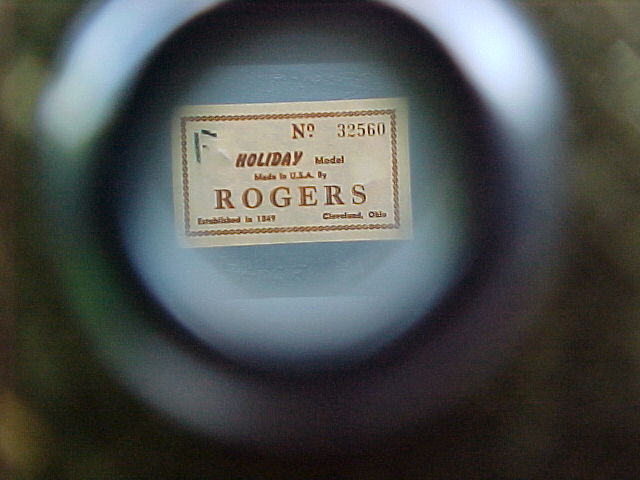 Nº 32560
F
HOLIDAY Model
Made in U.S.A. By
ROGERS
Established in 1849 Cleveland, Ohio